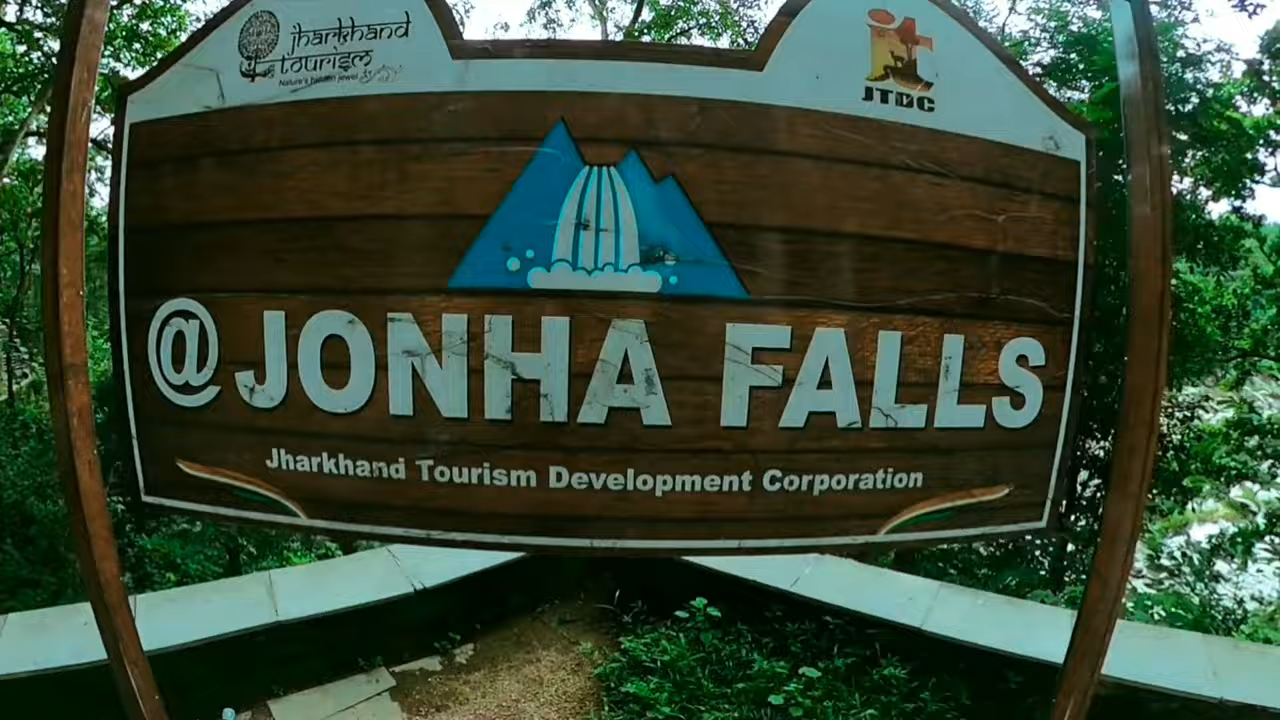 jharkhand
tourism
Nature's hidden jewel
JTDC
@JONHA FALLS
Jharkhand Tourism Development Corporation